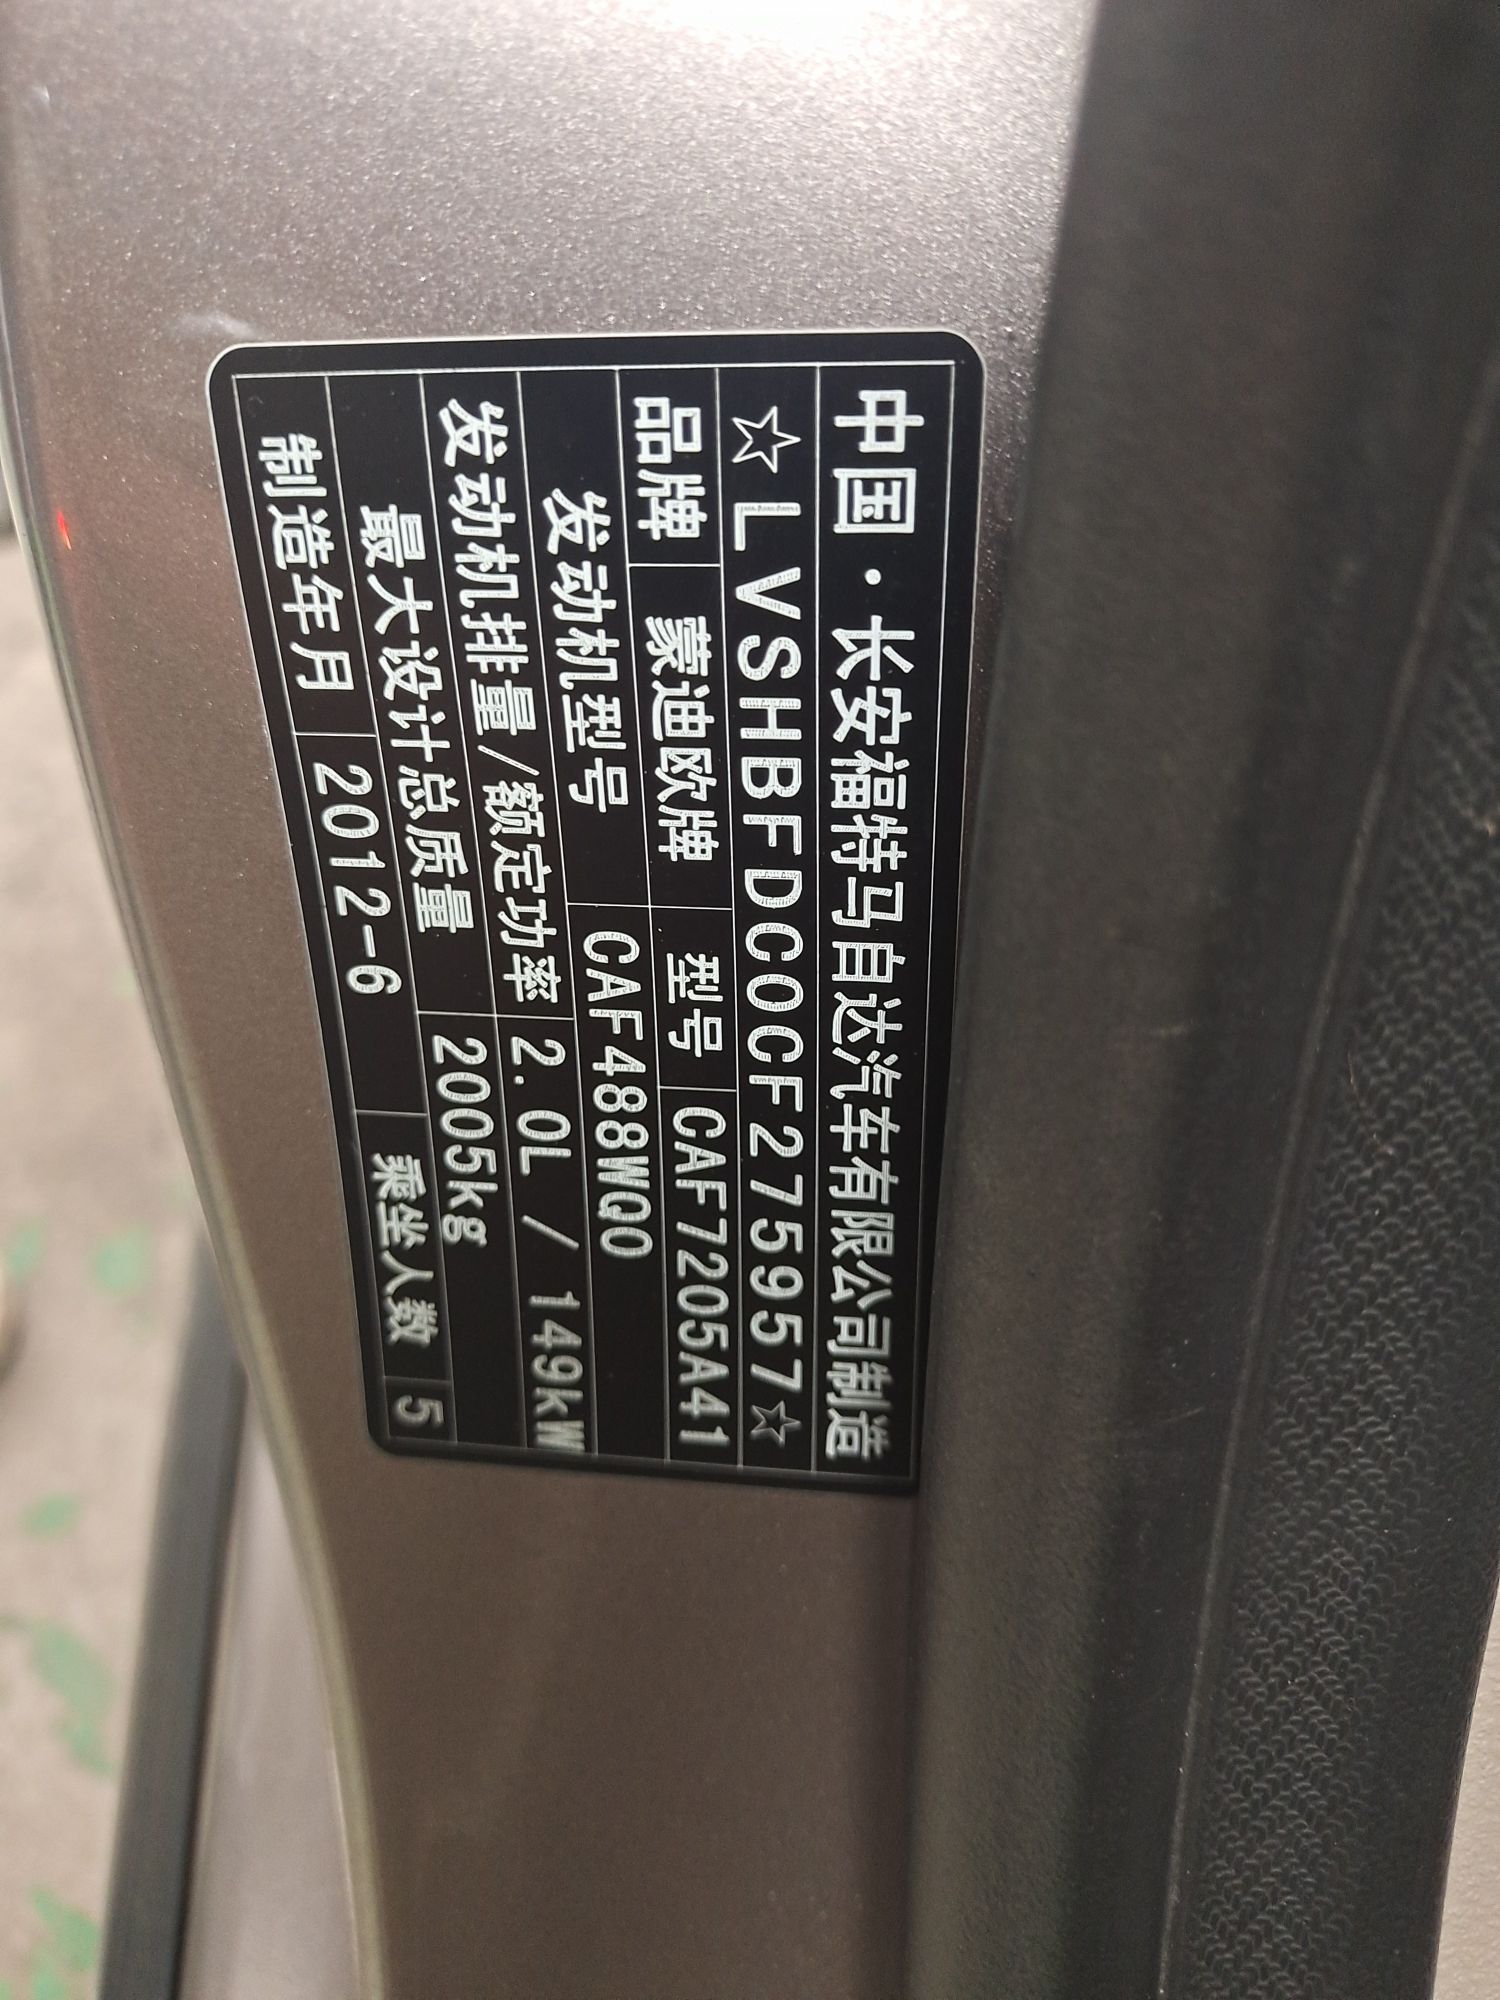 中国·长安福特马自达汽车有限公司制造
☆LVSHBFDC0CF275957☆
品牌 蒙迪欧牌 型号 CAF7205A41
发动机型号 CAF488WQ0
发动机排量/额定功率 2.0L / 149kW
最大设计总质量 2005kg
制造年月 2012-6 乘坐人数 5